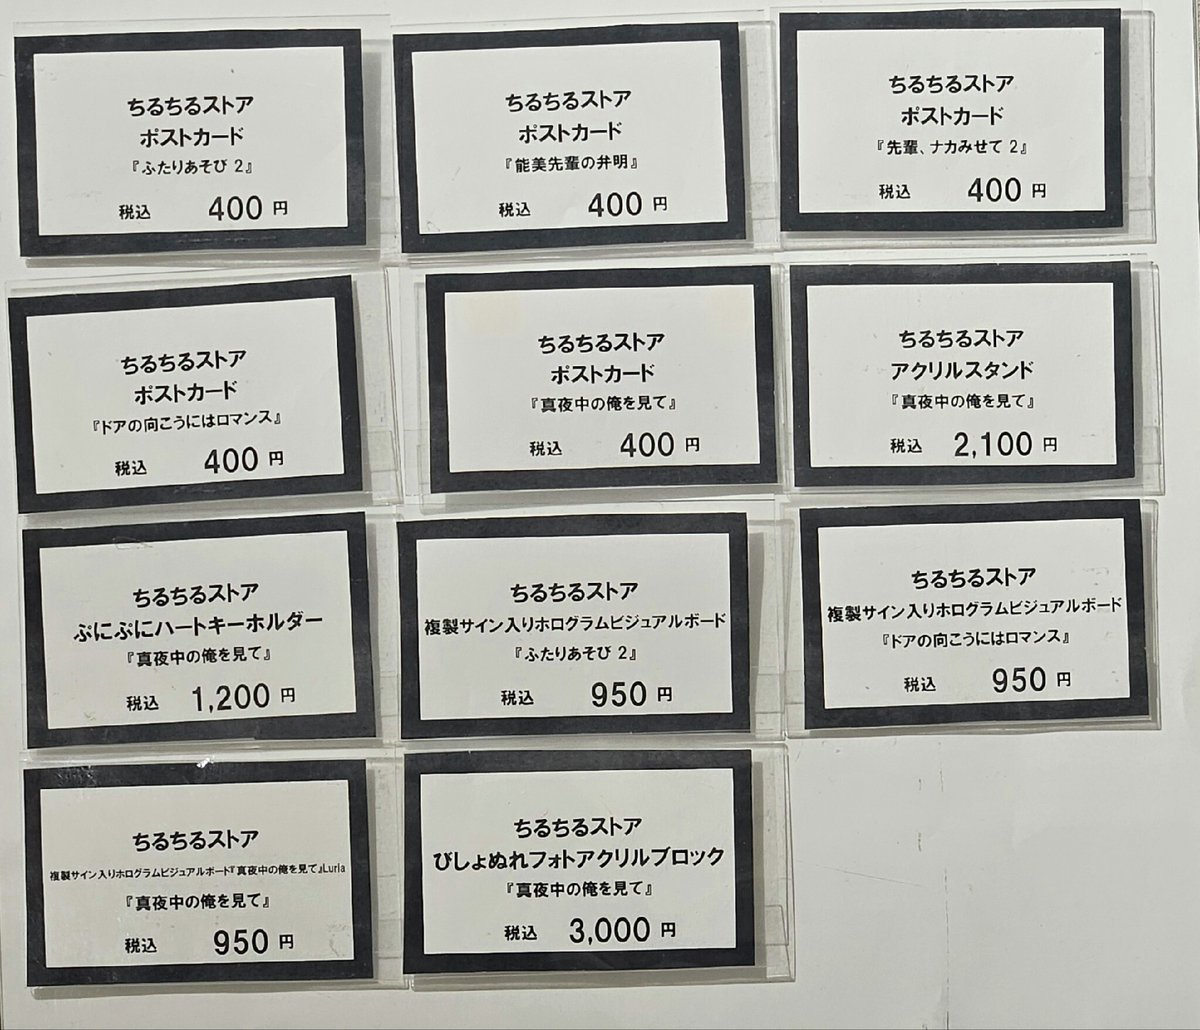 ちるちるストア
ポストカード
『ふたりあそび 2』
税込 400 円
ちるちるストア
ポストカード
『能美先輩の弁明』
税込 400 円
ちるちるストア
ポストカード
『先輩、ナカみせて 2』
税込 400 円
ちるちるストア
ポストカード
『ドアの向こうにはロマンス』
税込 400 円
ちるちるストア
ポストカード
『真夜中の俺を見て』
税込 400 円
ちるちるストア
アクリルスタンド
『真夜中の俺を見て』
税込 2,100 円
ちるちるストア
ぷにぷにハートキーホルダー
『真夜中の俺を見て』
税込 1,200 円
ちるちるストア
複製サイン入りホログラムビジュアルボード
『ふたりあそび 2』
税込 950 円
ちるちるストア
複製サイン入りホログラムビジュアルボード
『ドアの向こうにはロマンス』
税込 950 円
ちるちるストア
複製サイン入りホログラムビジュアルボード『真夜中の俺を見て』Luria
『真夜中の俺を見て』
税込 950 円
ちるちるストア
びしょぬれフォトアクリルブロック
『真夜中の俺を見て』
税込 3,000 円